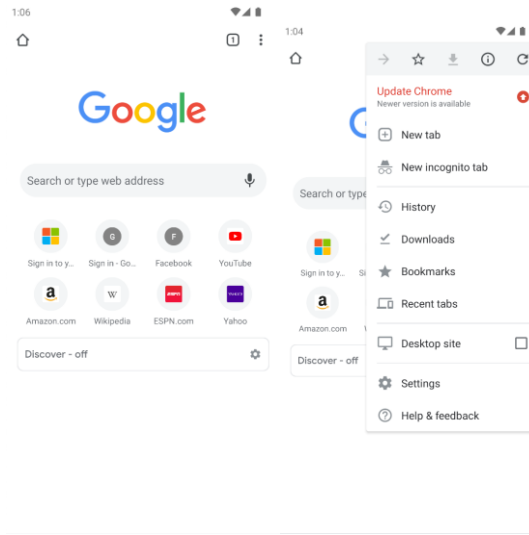 1:06
1
Google
Search or type web address
G
F
Sign in to y...
Sign in - Go...
Facebook
YouTube
a
W
ESPN
YAHOO!
Amazon.com
Wikipedia
ESPN.com
Yahoo
Discover - off
1:04
Update Chrome
Newer version is available
New tab
New incognito tab
Search or type
History
Downloads
Bookmarks
Sign in to y...
Si
a
Recent tabs
Amazon.com
Desktop site
Discover - off
Settings
Help & feedback